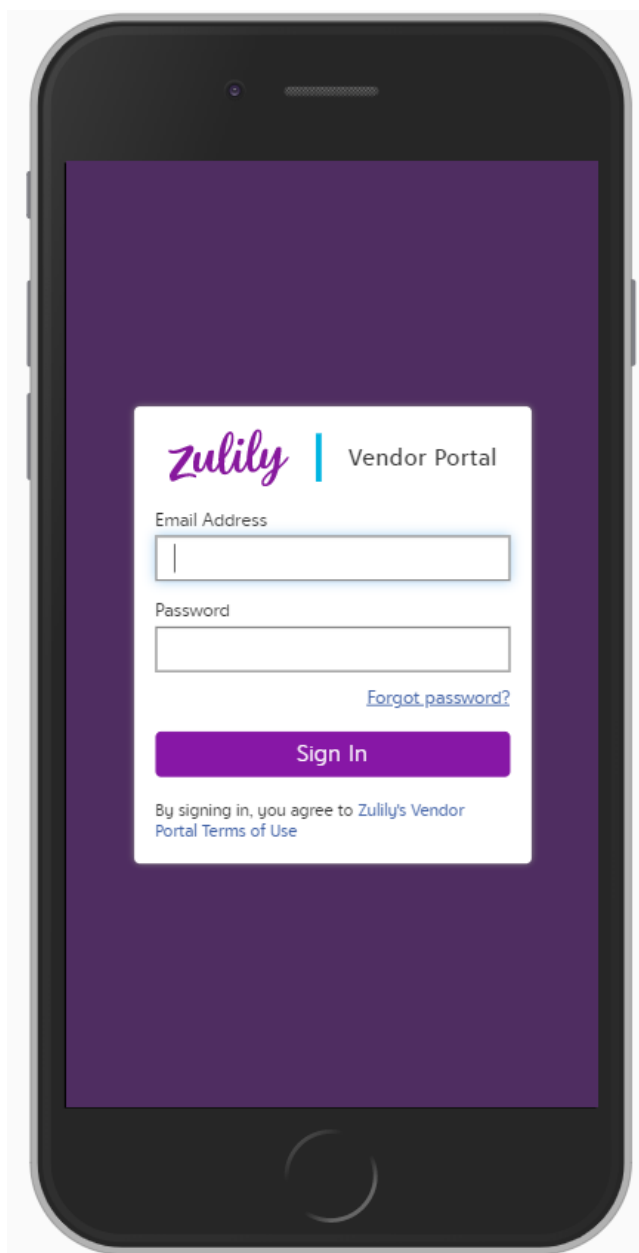 zulily Vendor Portal
Email Address
Password
Forgot password?
Sign In
By signing in, you agree to Zulily's Vendor
Portal Terms of Use